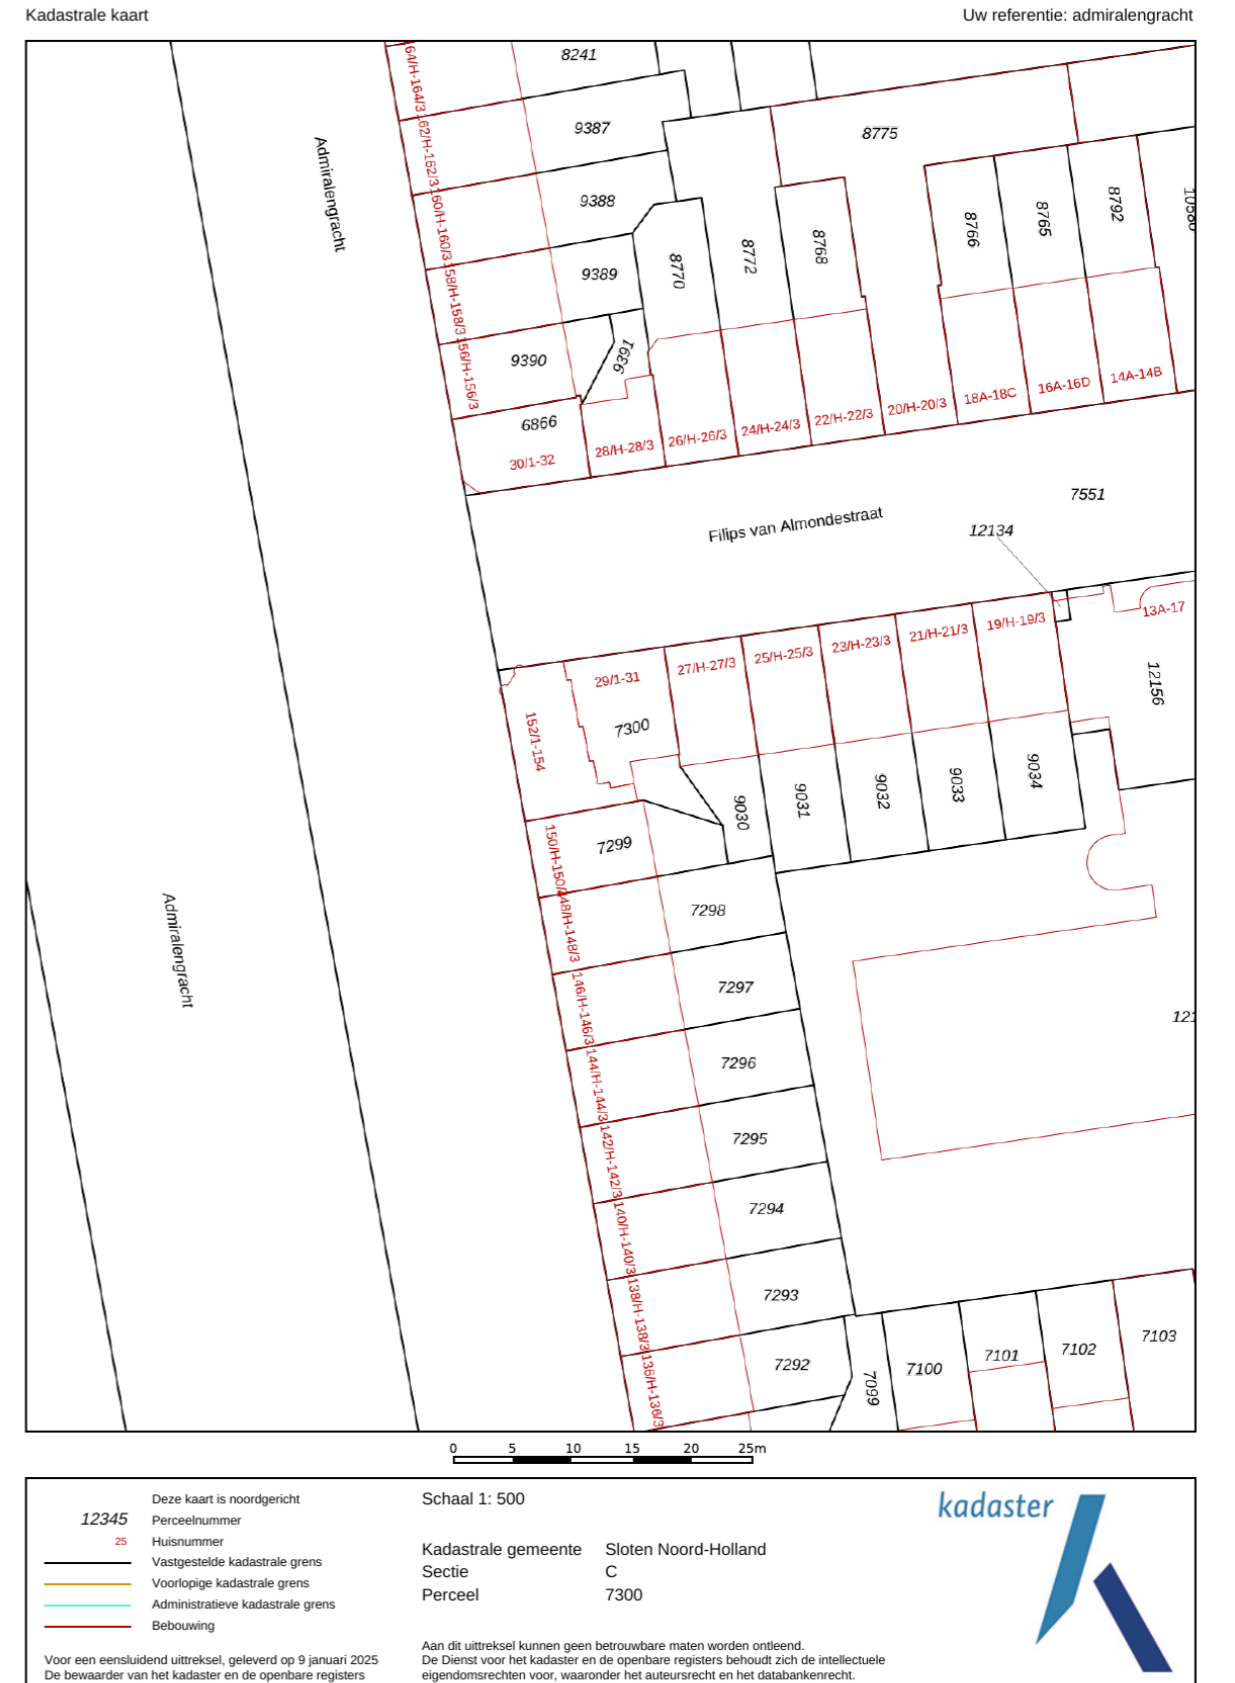 Kadastrale kaart
Uw referentie: admiralengracht
8241
9387
8775
Admiralengracht
9388
8766
8765
8792
9389
8770
8772
8768
9390
9391
164/H-164/3
162/H-162/3
160/H-160/3
158/H-158/3
156/H-156/3
6866
30/1-32
28/H-28/3
26/H-26/3
24/H-24/3
22/H-22/3
20/H-20/3
18A-18C
16A-16D
14A-14B
7551
Filips van Almondestraat
12134
13A-17
29/1-31
27/H-27/3
25/H-25/3
23/H-23/3
21/H-21/3
19/H-19/3
12156
152/1-154
7300
9030
9031
9032
9033
9034
7299
150/H-150/
148/H-148/3
7298
Admiralengracht
146/H-146/3
7297
121
144/H-144/3
7296
142/H-142/3
7295
140/H-140/3
7294
138/H-138/3
7293
136/H-136/3
7292
7099
7100
7101
7102
7103
0 5 10 15 20 25m
Deze kaart is noordgericht
12345 Perceelnummer
25 Huisnummer
Vastgestelde kadastrale grens
Voorlopige kadastrale grens
Administratieve kadastrale grens
Bebouwing
Voor een eensluidend uittreksel, geleverd op 9 januari 2025
De bewaarder van het kadaster en de openbare registers
Schaal 1: 500
Kadastrale gemeente Sloten Noord-Holland
Sectie C
Perceel 7300
Aan dit uittreksel kunnen geen betrouwbare maten worden ontleend.
De Dienst voor het kadaster en de openbare registers behoudt zich de intellectuele
eigendomsrechten voor, waaronder het auteursrecht en het databankenrecht.
kadaster